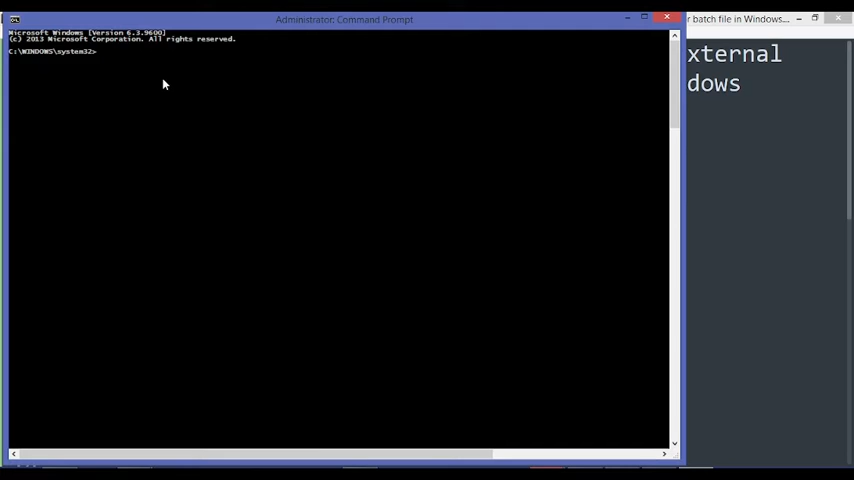 Administrator: Command Prompt
r batch file in Windows...
Microsoft Windows [Version 6.3.9600]
(c) 2013 Microsoft Corporation. All rights reserved.
C:\WINDOWS\system32>
xternal
dows